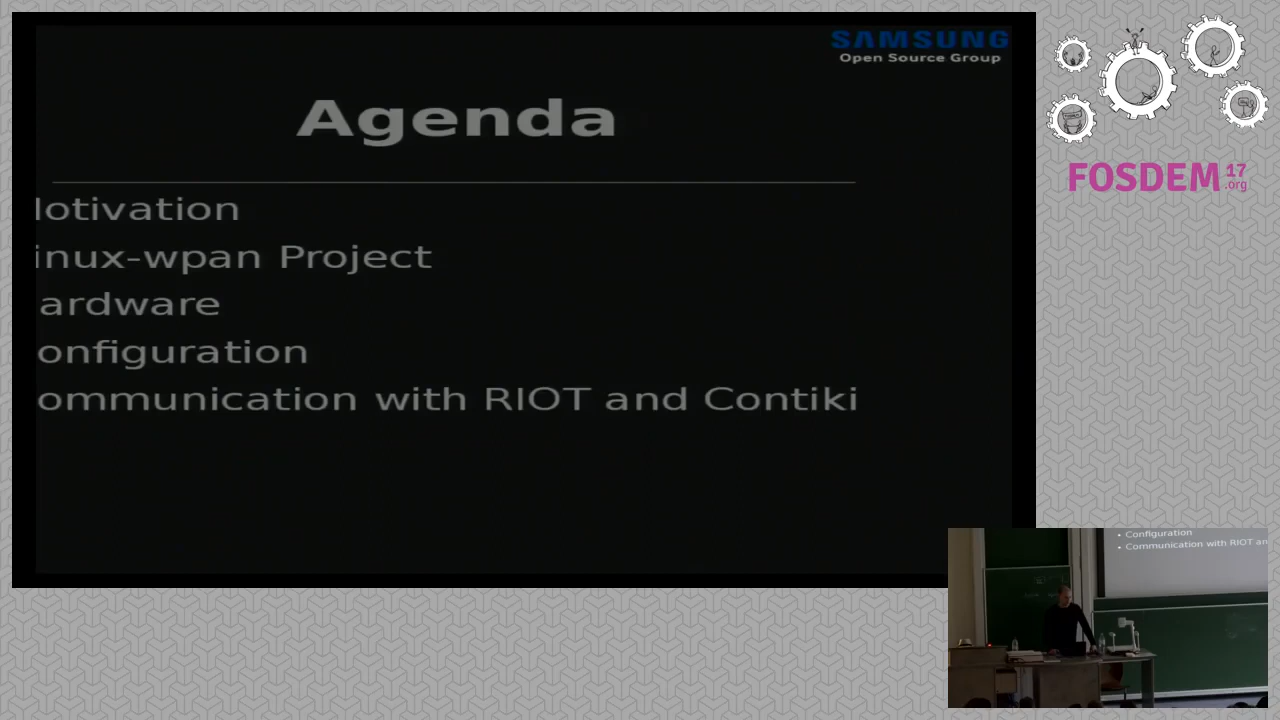 SAMSUNG
Open Source Group
Agenda
otivation
inux-wpan Project
ardware
onfiguration
ommunication with RIOT and Contiki
FOSDEM 17
.org
• Configuration
• Communication with RIOT an